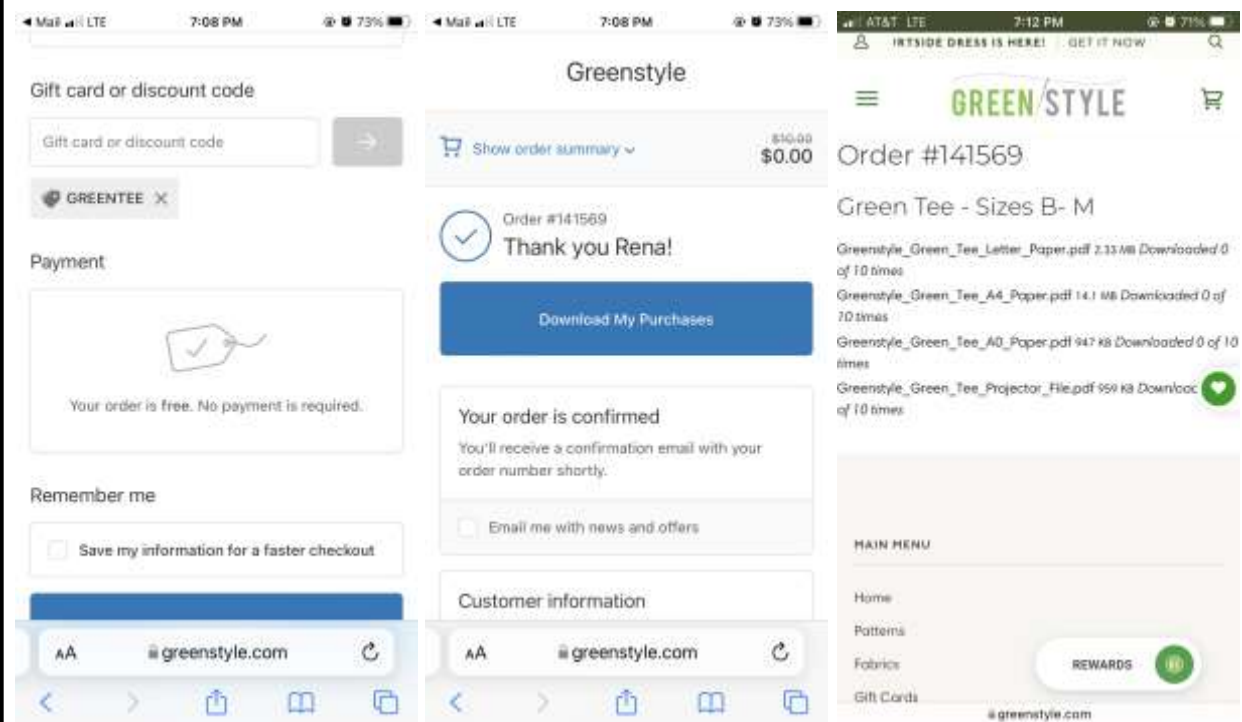 Mail LTE 7:08 PM 73%
Gift card or discount code
Gift card or discount code
GREENTEE
Payment
Your order is free. No payment is required.
Remember me
Save my information for a faster checkout
AA greenstyle.com
Mail LTE 7:08 PM 73%
Greenstyle
Show order summary $10.00
$0.00
Order #141569
Thank you Rena!
Download My Purchases
Your order is confirmed
You'll receive a confirmation email with your
order number shortly.
Email me with news and offers
Customer information
AA greenstyle.com
AT&T LTE 7:12 PM 71%
IRTSIDE DRESS IS HERE! GET IT NOW
GREEN/STYLE
Order #141569
Green Tee - Sizes B- M
Greenstyle_Green_Tee_Letter_Paper.pdf 2.33 MB Downloaded 0
of 10 times
Greenstyle_Green_Tee_A4_Paper.pdf 14.1 MB Downloaded 0 of
10 times
Greenstyle_Green_Tee_A0_Paper.pdf 947 KB Downloaded 0 of 10
times
Greenstyle_Green_Tee_Projector_File.pdf 959 KB Downloac
of 10 times
MAIN MENU
Home
Patterns
Fabrics
REWARDS
Gift Cards
greenstyle.com